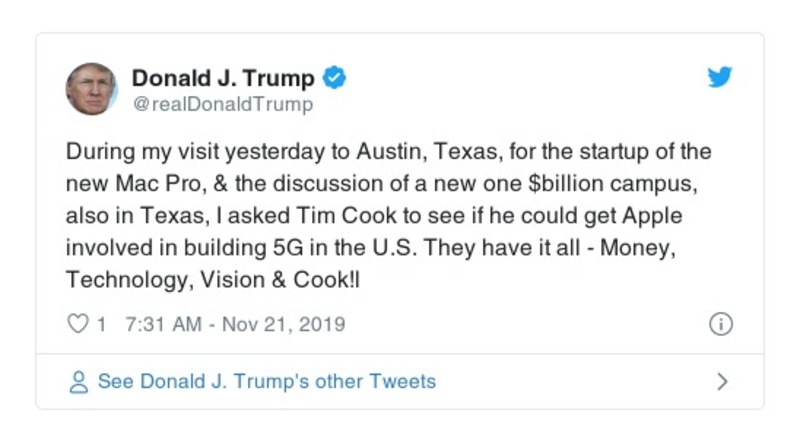 Donald J. Trump
@realDonaldTrump
During my visit yesterday to Austin, Texas, for the startup of the
new Mac Pro, & the discussion of a new one $billion campus,
also in Texas, I asked Tim Cook to see if he could get Apple
involved in building 5G in the U.S. They have it all - Money,
Technology, Vision & Cook!l
1 7:31 AM - Nov 21, 2019
See Donald J. Trump's other Tweets